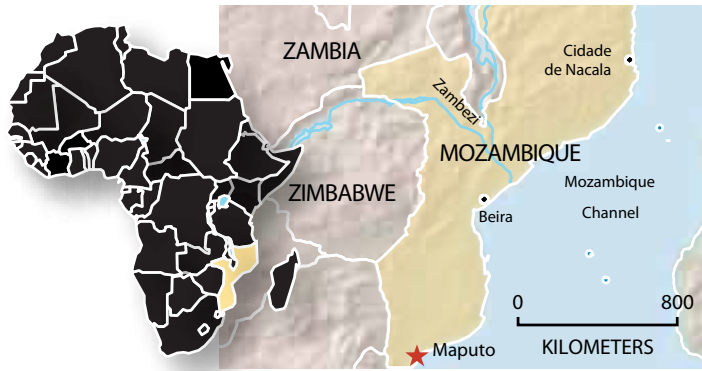 ZAMBIA
Cidade
de Nacala
Zambezi
MOZAMBIQUE
ZIMBABWE
Mozambique
Channel
Beira
0 800
KILOMETERS
Maputo